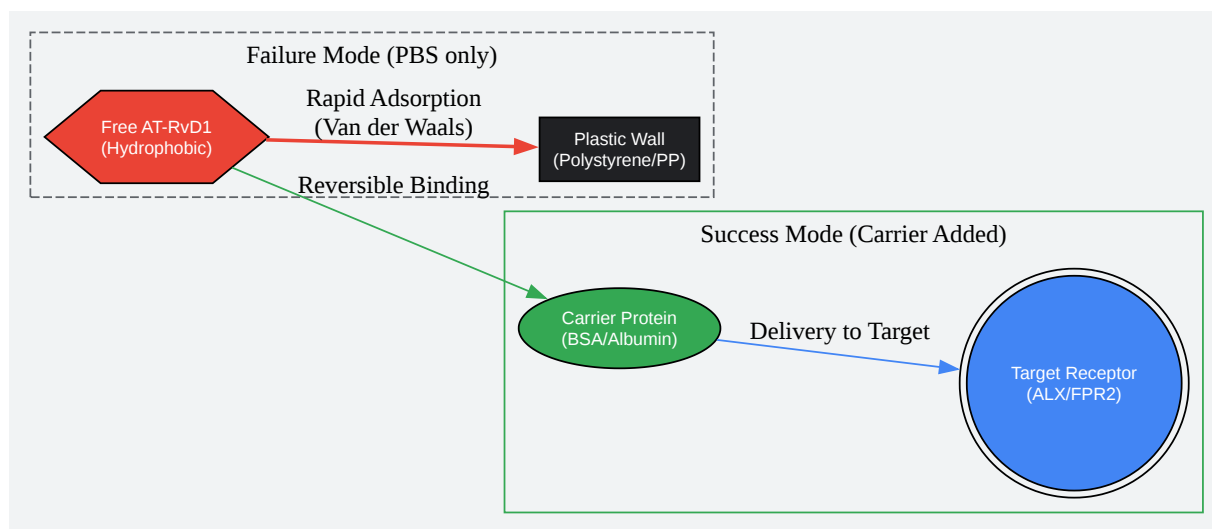 Failure Mode (PBS only)
Rapid Adsorption
(Van der Waals)
Free AT-RvD1
(Hydrophobic)
Plastic Wall
(Polystyrene/PP)
Reversible Binding
Success Mode (Carrier Added)
Carrier Protein
(BSA/Albumin)
Delivery to Target
Target Receptor
(ALX/FPR2)